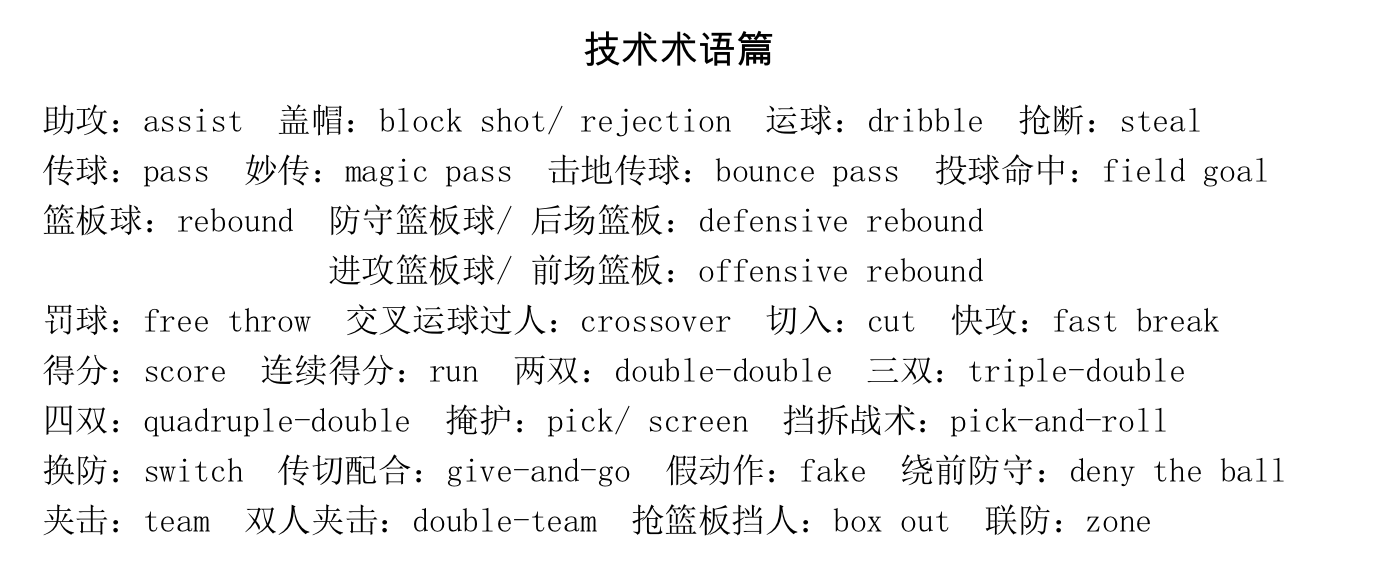 技术术语篇
助攻：assist  盖帽：block shot/ rejection  运球：dribble  抢断：steal
传球：pass  妙传：magic pass  击地传球：bounce pass  投球命中：field goal
篮板球：rebound  防守篮板球/ 后场篮板：defensive rebound
进攻篮板球/ 前场篮板：offensive rebound
罚球：free throw  交叉运球过人：crossover  切入：cut  快攻：fast break
得分：score  连续得分：run  两双：double-double  三双：triple-double
四双：quadruple-double  掩护：pick/ screen  挡拆战术：pick-and-roll
换防：switch  传切配合：give-and-go  假动作：fake  绕前防守：deny the ball
夹击：team  双人夹击：double-team  抢篮板挡人：box out  联防：zone